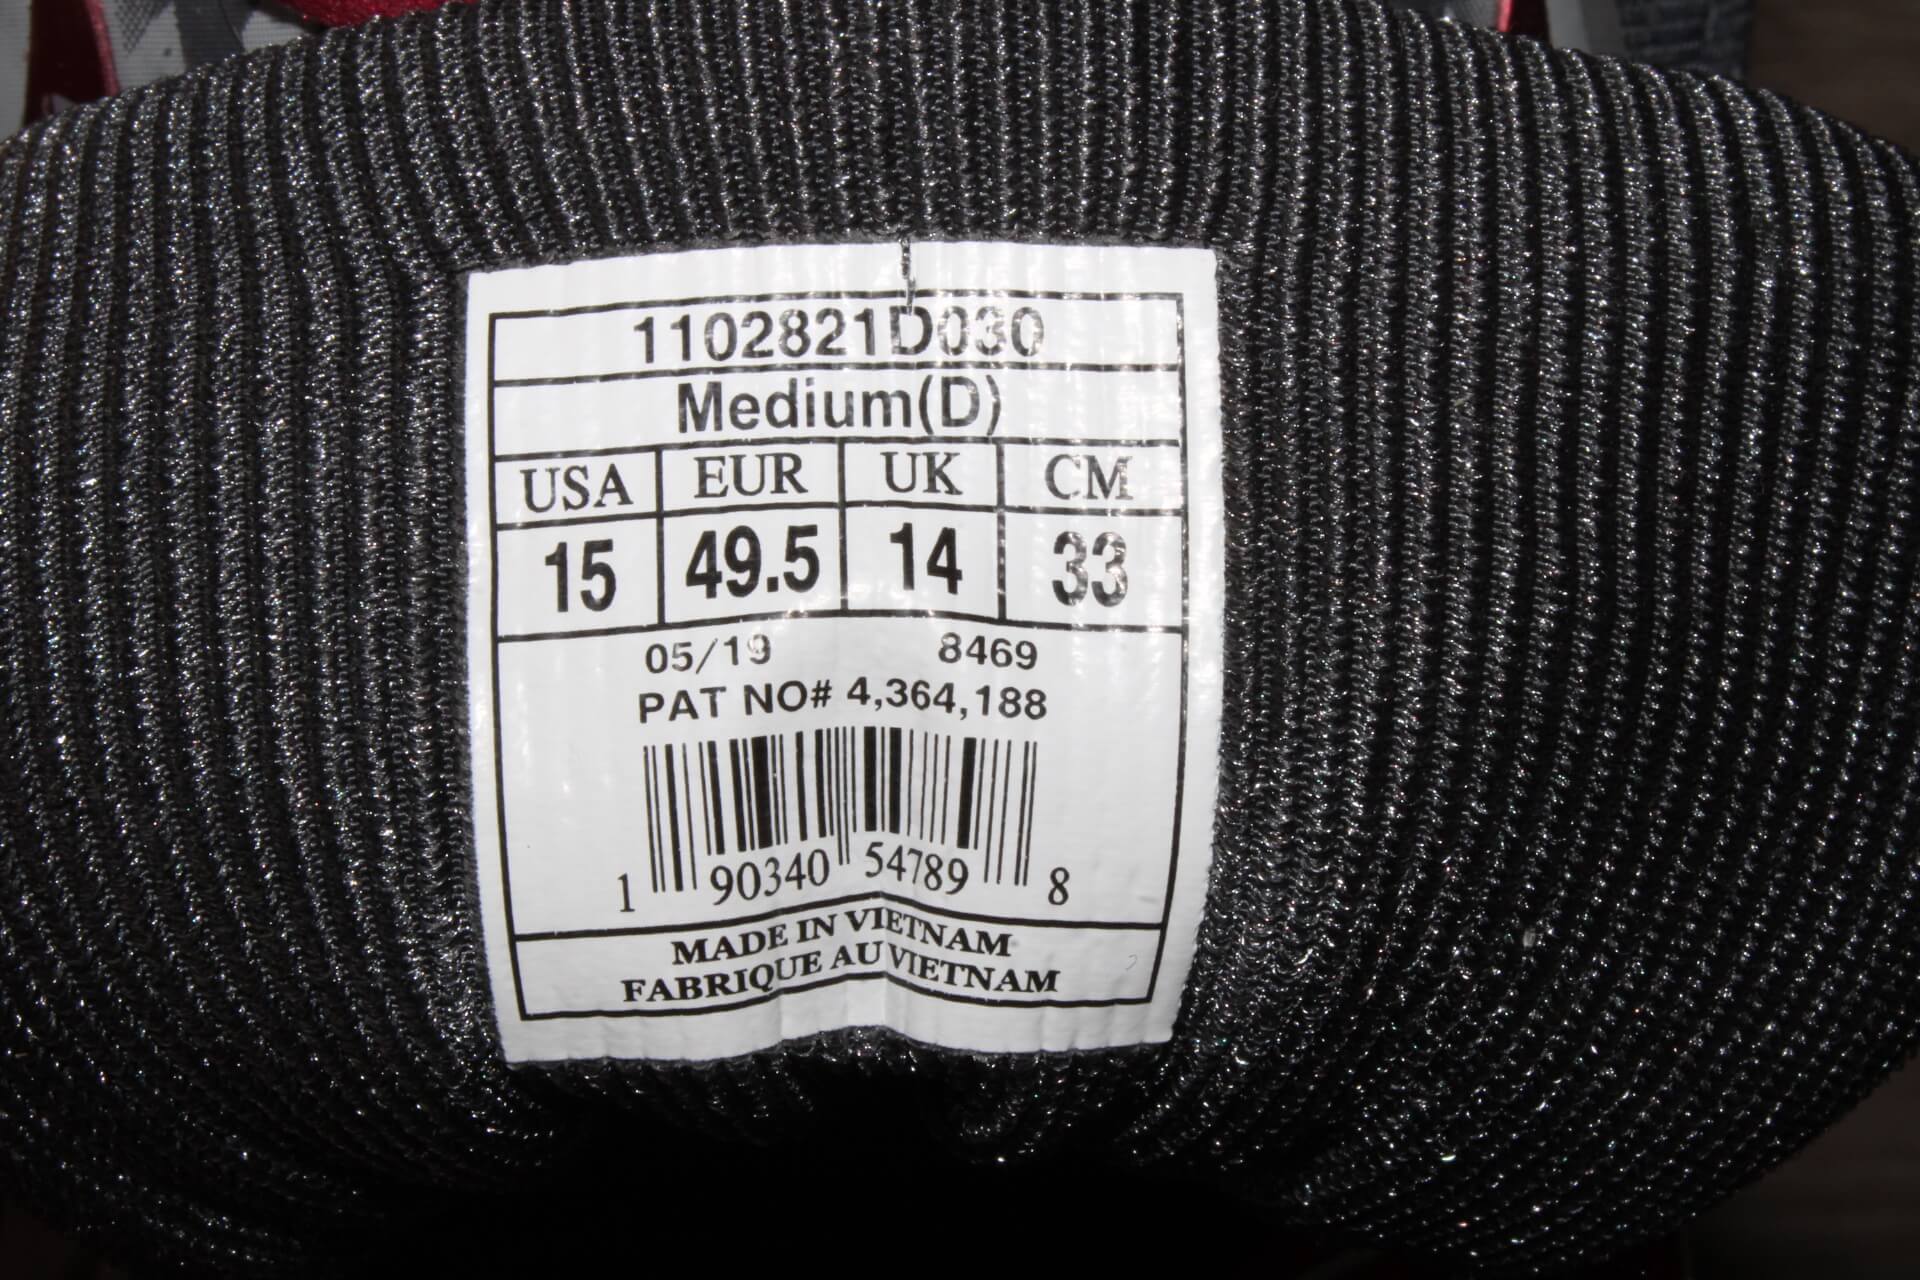 1102821D030
Medium(D)
USA EUR UK CM
15 49.5 14 33
05/19 8469
PAT NO# 4,364,188
1 90340 54789 8
MADE IN VIETNAM
FABRIQUE AU VIETNAM